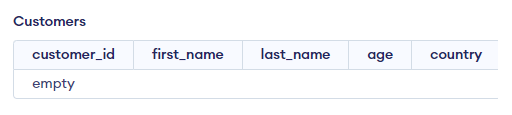 Customers
customer_id first_name last_name age country
empty